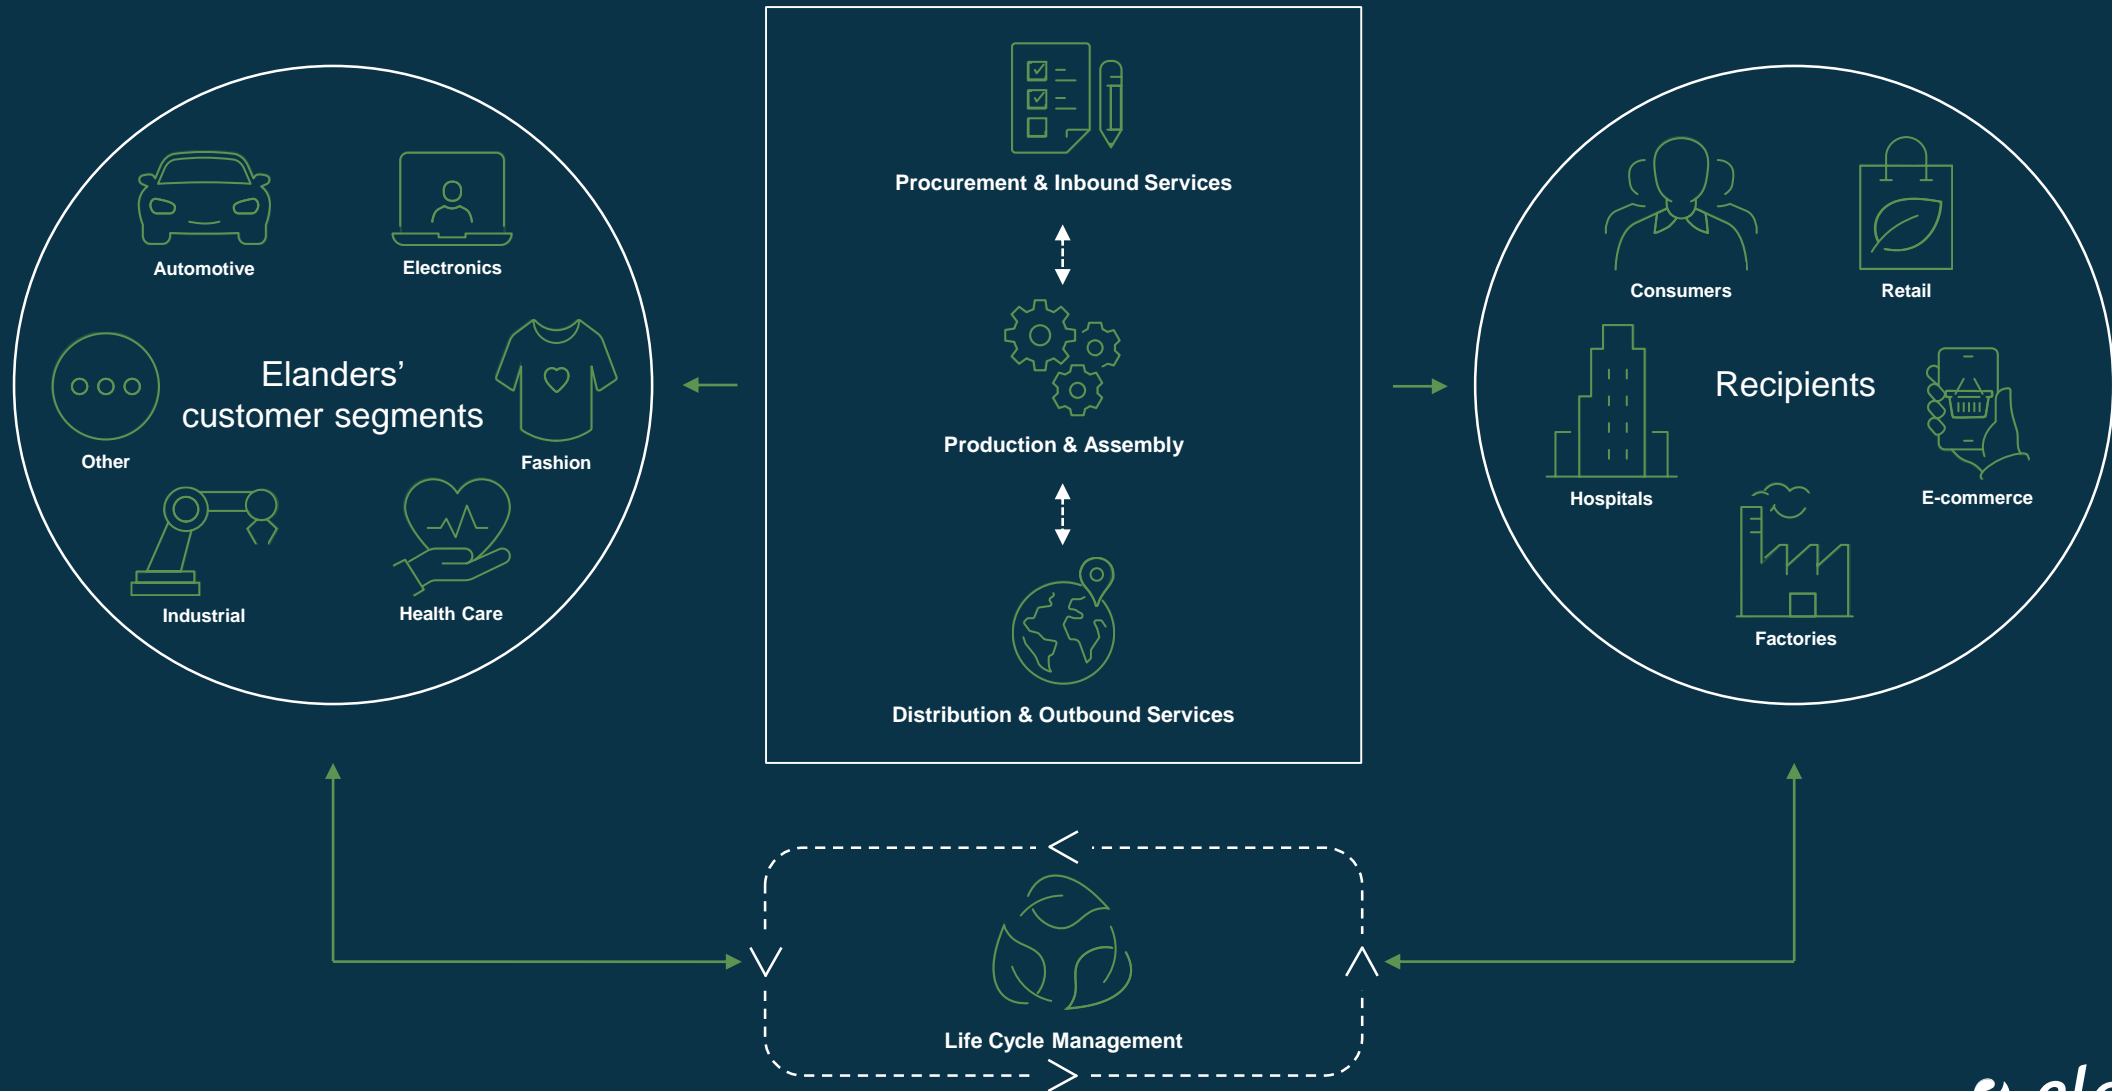 Automotive
Electronics
Elanders’
customer segments
Other
Fashion
Industrial
Health Care
Procurement & Inbound Services
Production & Assembly
Distribution & Outbound Services
Consumers
Retail
Recipients
Hospitals
E-commerce
Factories
Life Cycle Management